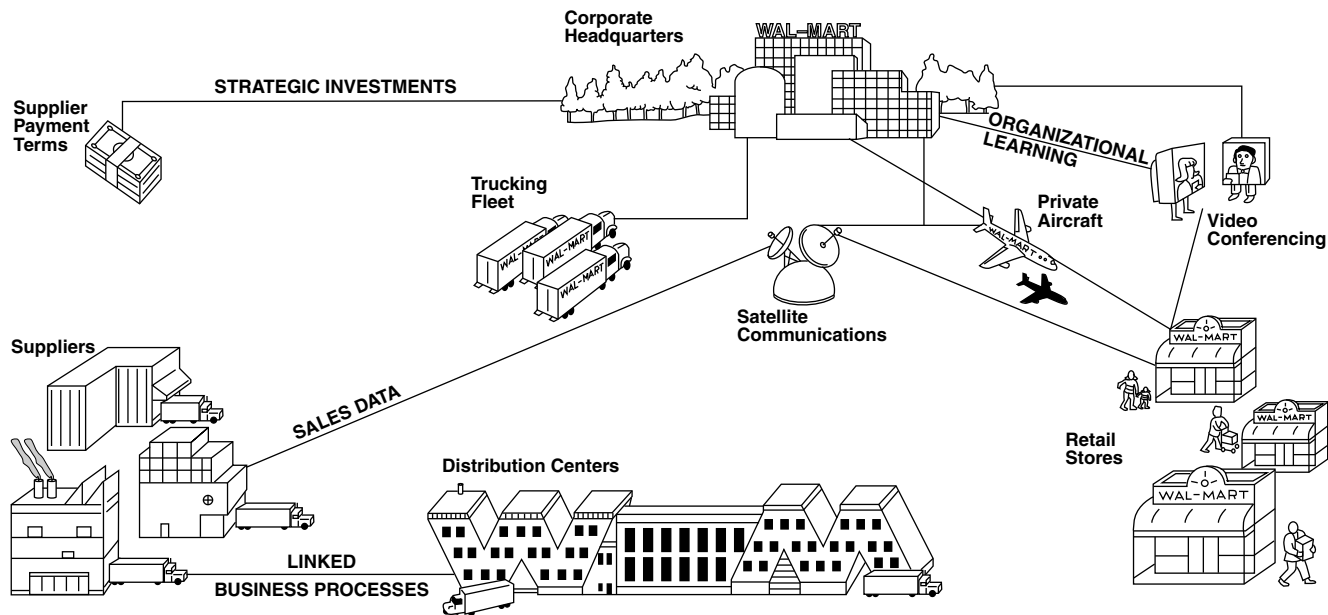 Corporate
Headquarters
WAL-MART
STRATEGIC INVESTMENTS
Supplier
Payment
Terms
ORGANIZATIONAL
LEARNING
Trucking
Fleet
WAL-MART
WAL-MART
WAL-MART
Private
Aircraft
WAL-MART
Video
Conferencing
Satellite
Communications
Suppliers
SALES DATA
WAL-MART
Retail
Stores
WAL-MART
WAL-MART
Distribution Centers
LINKED
BUSINESS PROCESSES